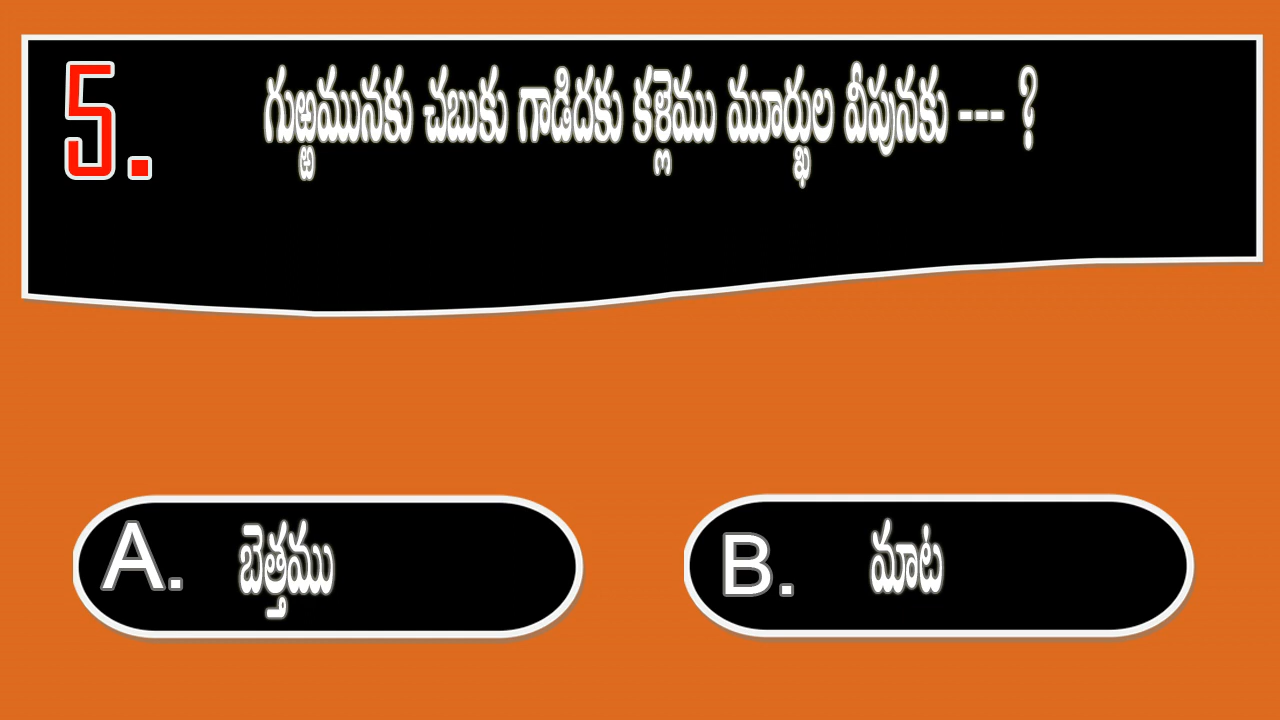 5. గుఱ్ఱమునకు చబుకు గాడిదకు కళ్లెము మూర్ఖుల వీపునకు --- ?
A. బెత్తము
B. మాట